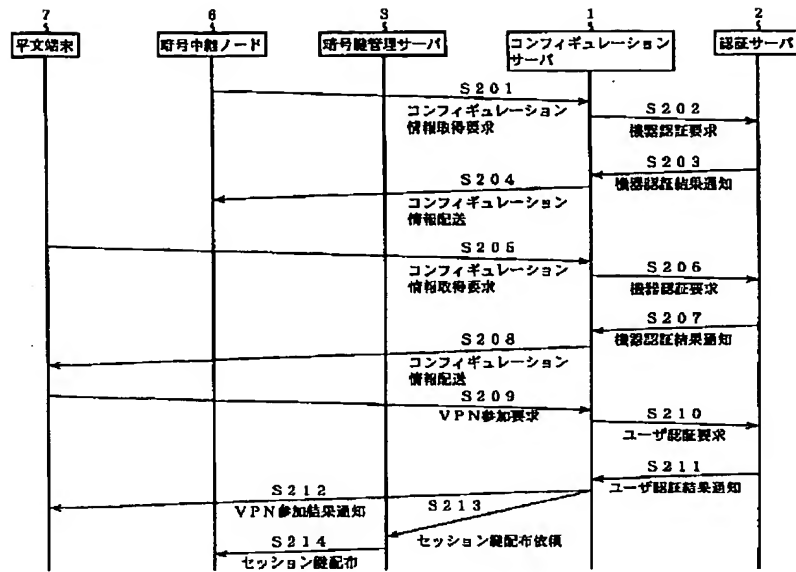 7 6 3 1 2
平文端末 暗号中継ノード 暗号鍵管理サーバ コンフィギュレーション 認証サーバ
サーバ
S201
コンフィギュレーション
情報取得要求
S202
機器認証要求
S203
機器認証結果通知
S204
コンフィギュレーション
情報配送
S205
コンフィギュレーション
情報取得要求
S206
機器認証要求
S207
機器認証結果通知
S208
コンフィギュレーション
情報配送
S209
VPN参加要求
S210
ユーザ認証要求
S211
ユーザ認証結果通知
S212
VPN参加結果通知
S213
セッション鍵配布依頼
S214
セッション鍵配布